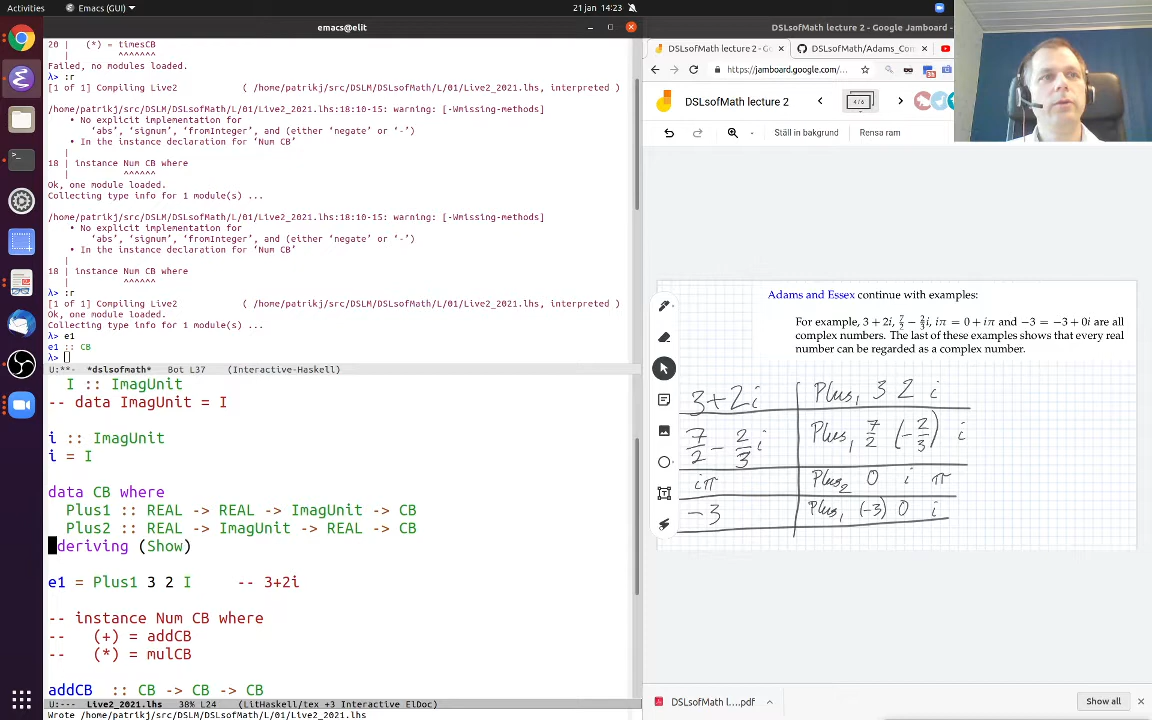 Activities
Emacs (GUI)
21 jan 14:23
emacs@elit
20 | (*) = timesCB
| ^^^^^^^
Failed, no modules loaded.
λ> :r
[1 of 1] Compiling Live2 ( /home/patrikj/src/DSLM/DSLsofMath/L/01/Live2_2021.lhs, interpreted )
/home/patrikj/src/DSLM/DSLsofMath/L/01/Live2_2021.lhs:18:10-15: warning: [-Wmissing-methods]
• No explicit implementation for
‘abs’, ‘signum’, ‘fromInteger’, and (either ‘negate’ or ‘-’)
• In the instance declaration for ‘Num CB’
|
18 | instance Num CB where
| ^^^^^^
Ok, one module loaded.
Collecting type info for 1 module(s) ...
/home/patrikj/src/DSLM/DSLsofMath/L/01/Live2_2021.lhs:18:10-15: warning: [-Wmissing-methods]
• No explicit implementation for
‘abs’, ‘signum’, ‘fromInteger’, and (either ‘negate’ or ‘-’)
• In the instance declaration for ‘Num CB’
|
18 | instance Num CB where
| ^^^^^^
λ> :r
[1 of 1] Compiling Live2 ( /home/patrikj/src/DSLM/DSLsofMath/L/01/Live2_2021.lhs, interpreted )
Ok, one module loaded.
Collecting type info for 1 module(s) ...
λ> e1
e1 :: CB
λ>
U:**- *dslsofmath* Bot L37 (Interactive-Haskell)
I :: ImagUnit
-- data ImagUnit = I
i :: ImagUnit
i = I
data CB where
Plus1 :: REAL -> REAL -> ImagUnit -> CB
Plus2 :: REAL -> ImagUnit -> REAL -> CB
deriving (Show)
e1 = Plus1 3 2 I -- 3+2i
-- instance Num CB where
-- (+) = addCB
-- (*) = mulCB
addCB :: CB -> CB -> CB
U:--- Live2_2021.lhs 38% L24 (LitHaskell/tex +3 Interactive ElDoc)
Wrote /home/patrikj/src/DSLM/DSLsofMath/L/01/Live2_2021.lhs
DSLsofMath lecture 2 - Google Jamboard -
DSLsofMath lecture 2 - Go
DSLsofMath/Adams_Con
https://jamboard.google.com/...
DSLsofMath lecture 2
4 / 6
Ställ in bakgrund
Rensa ram
Adams and Essex continue with examples:
For example, 3 + 2i, 7/2 − 2/3i, iπ = 0 + iπ and −3 = −3 + 0i are all
complex numbers. The last of these examples shows that every real
number can be regarded as a complex number.
3+2i Plus₁ 3 2 i
7/2 - 2/3 i Plus₁ 7/2 (-2/3) i
iπ Plus₂ 0 i π
-3 Plus₁ (-3) 0 i
DSLsofMath l....pdf
Show all